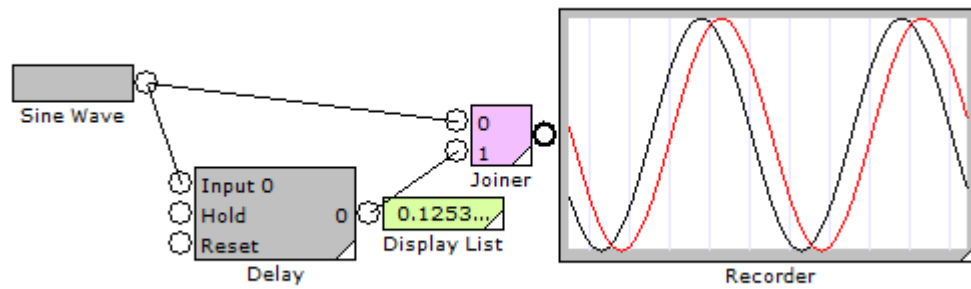 Sine Wave
Input 0
Hold
Reset
0
Delay
0.1253...
Display List
0
1
Joiner
Recorder